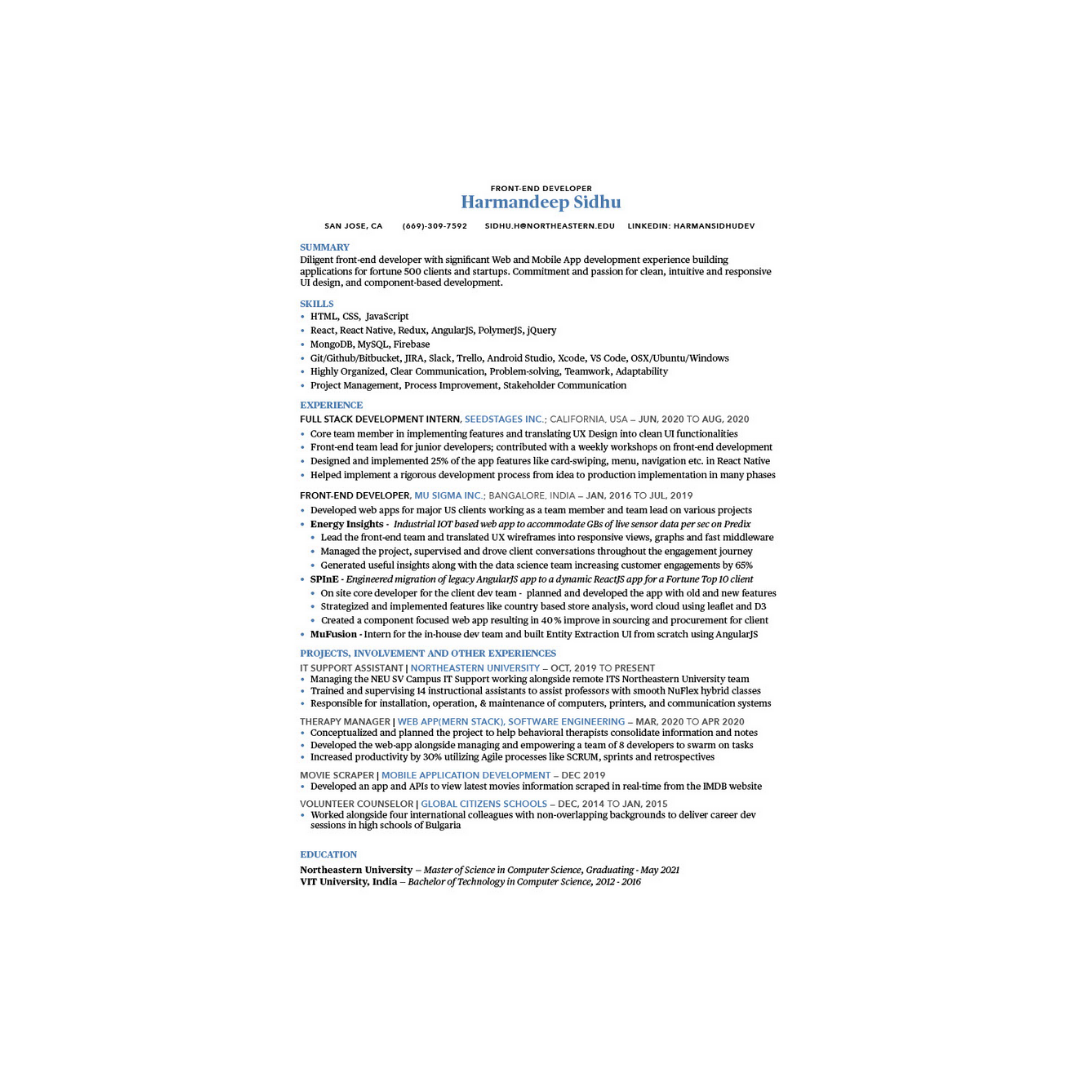 FRONT-END DEVELOPER
Harmandeep Sidhu
SAN JOSE, CA (669)-309-7592 SIDHU.H@NORTHEASTERN.EDU LINKEDIN: HARMANSIDHUDEV
SUMMARY
Diligent front-end developer with significant Web and Mobile App development experience building
applications for fortune 500 clients and startups. Commitment and passion for clean, intuitive and responsive
UI design, and component-based development.
SKILLS
• HTML, CSS, JavaScript
• React, React Native, Redux, AngularJS, PolymerJS, jQuery
• MongoDB, MySQL, Firebase
• Git/Github/Bitbucket, JIRA, Slack, Trello, Android Studio, Xcode, VS Code, OSX/Ubuntu/Windows
• Highly Organized, Clear Communication, Problem-solving, Teamwork, Adaptability
• Project Management, Process Improvement, Stakeholder Communication
EXPERIENCE
FULL STACK DEVELOPMENT INTERN, SEEDSTAGES INC.; CALIFORNIA, USA – JUN, 2020 TO AUG, 2020
• Core team member in implementing features and translating UX Design into clean UI functionalities
• Front-end team lead for junior developers; contributed with a weekly workshops on front-end development
• Designed and implemented 25% of the app features like card-swiping, menu, navigation etc. in React Native
• Helped implement a rigorous development process from idea to production implementation in many phases
FRONT-END DEVELOPER, MU SIGMA INC.; BANGALORE, INDIA – JAN, 2016 TO JUL, 2019
• Developed web apps for major US clients working as a team member and team lead on various projects
• Energy Insights - Industrial IOT based web app to accommodate GBs of live sensor data per sec on Predix
• Lead the front-end team and translated UX wireframes into responsive views, graphs and fast middleware
• Managed the project, supervised and drove client conversations throughout the engagement journey
• Generated useful insights along with the data science team increasing customer engagements by 65%
• SPInE - Engineered migration of legacy AngularJS app to a dynamic ReactJS app for a Fortune Top 10 client
• On site core developer for the client dev team - planned and developed the app with old and new features
• Strategized and implemented features like country based store analysis, word cloud using leaflet and D3
• Created a component focused web app resulting in 40% improve in sourcing and procurement for client
• MuFusion - Intern for the in-house dev team and built Entity Extraction UI from scratch using AngularJS
PROJECTS, INVOLVEMENT AND OTHER EXPERIENCES
IT SUPPORT ASSISTANT | NORTHEASTERN UNIVERSITY – OCT, 2019 TO PRESENT
• Managing the NEU SV Campus IT Support working alongside remote ITS Northeastern University team
• Trained and supervising 14 instructional assistants to assist professors with smooth NuFlex hybrid classes
• Responsible for installation, operation, & maintenance of computers, printers, and communication systems
THERAPY MANAGER | WEB APP(MERN STACK), SOFTWARE ENGINEERING – MAR, 2020 TO APR 2020
• Conceptualized and planned the project to help behavioral therapists consolidate information and notes
• Developed the web-app alongside managing and empowering a team of 8 developers to swarm on tasks
• Increased productivity by 30% utilizing Agile processes like SCRUM, sprints and retrospectives
MOVIE SCRAPER | MOBILE APPLICATION DEVELOPMENT – DEC 2019
• Developed an app and APIs to view latest movies information scraped in real-time from the IMDB website
VOLUNTEER COUNSELOR | GLOBAL CITIZENS SCHOOLS – DEC, 2014 TO JAN, 2015
• Worked alongside four international colleagues with non-overlapping backgrounds to deliver career dev
sessions in high schools of Bulgaria
EDUCATION
Northeastern University – Master of Science in Computer Science, Graduating - May 2021
VIT University, India – Bachelor of Technology in Computer Science, 2012 - 2016